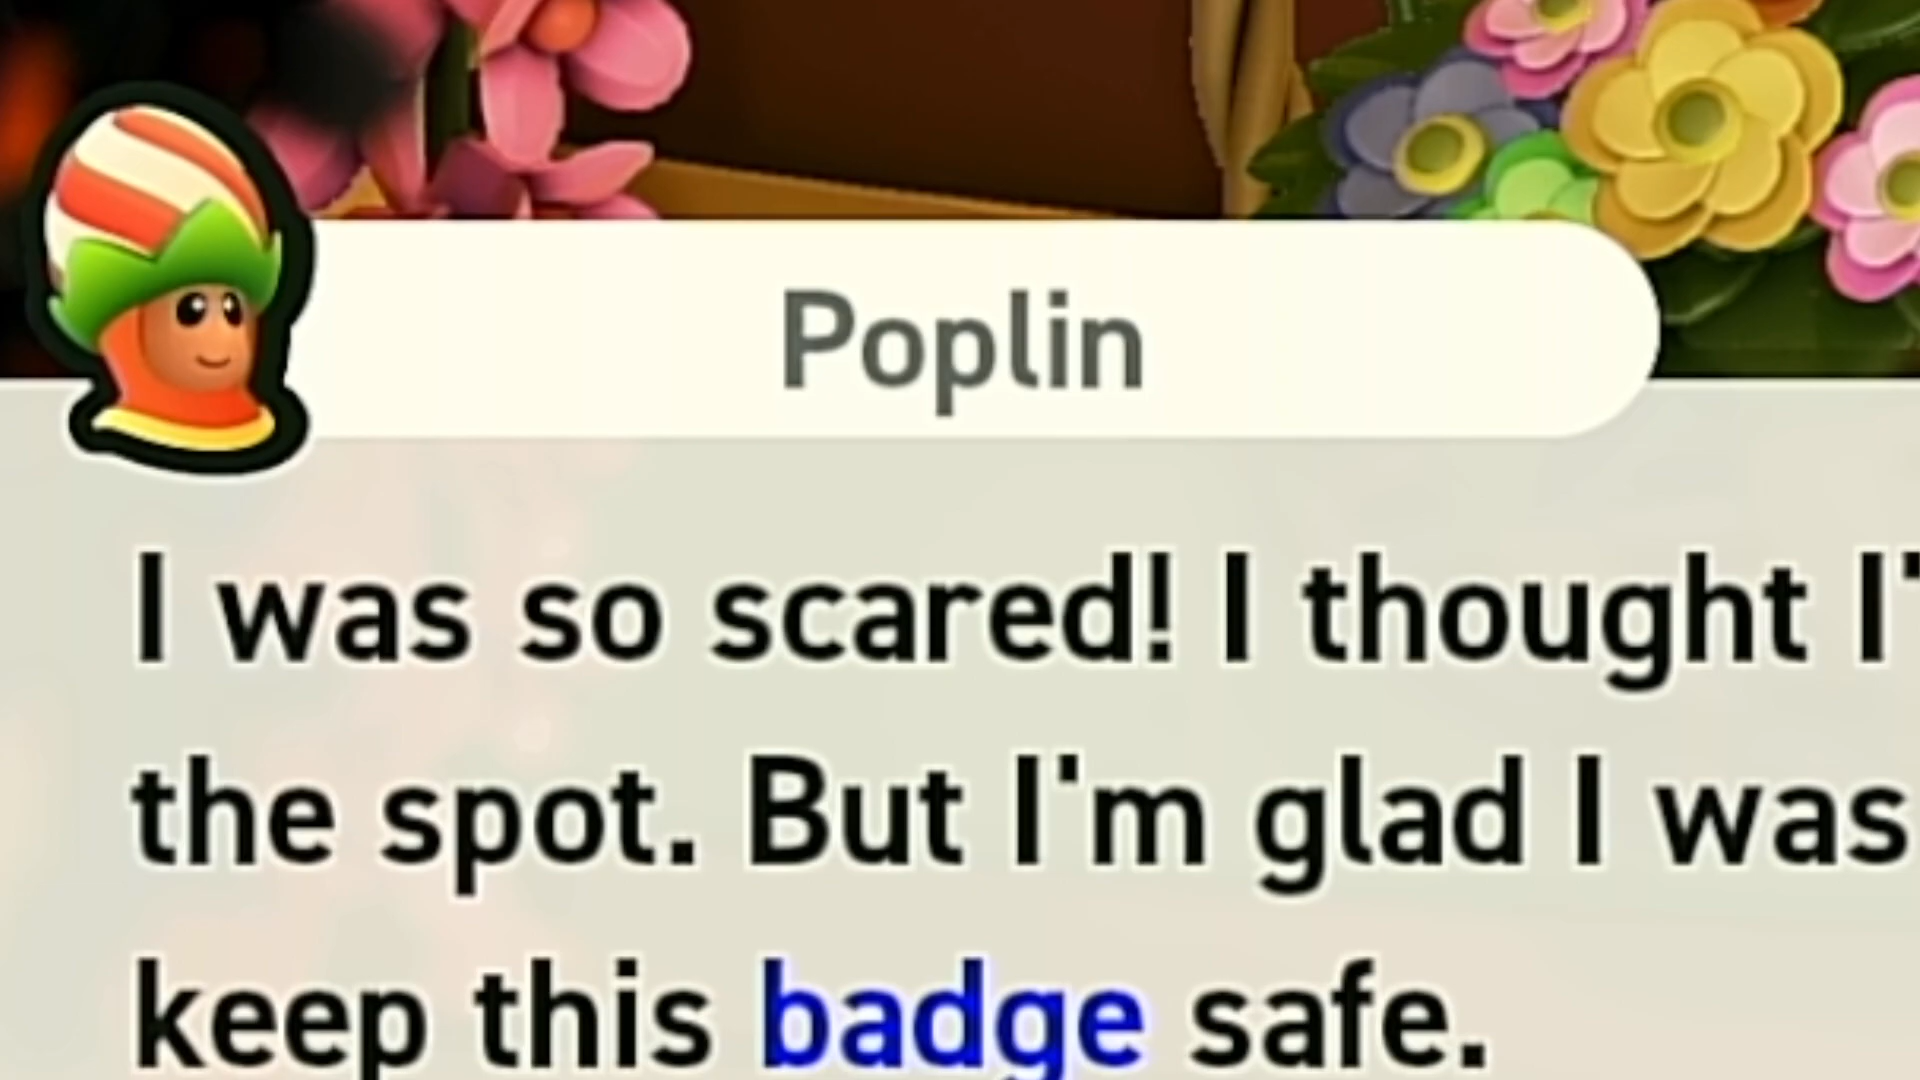 Poplin
I was so scared! I thought I'
the spot. But I'm glad I was
keep this badge safe.